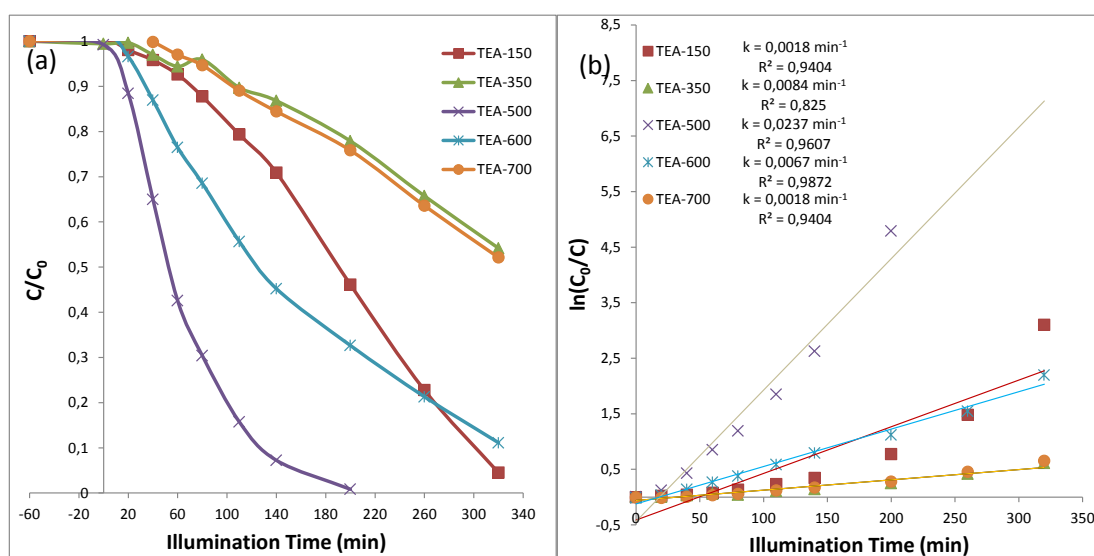 (a)
1
0,9
0,8
0,7
0,6
0,5
0,4
0,3
0,2
0,1
0
C/C₀
-60 -20 20 60 100 140 180 220 260 300 340
Illumination Time (min)
TEA-150
TEA-350
TEA-500
TEA-600
TEA-700
(b)
8,5
7,5
6,5
5,5
4,5
3,5
2,5
1,5
0,5
-0,5
ln(C₀/C)
0 50 100 150 200 250 300 350
Illumination Time (min)
TEA-150 k = 0,0018 min⁻¹
R² = 0,9404
TEA-350 k = 0,0084 min⁻¹
R² = 0,825
TEA-500 k = 0,0237 min⁻¹
R² = 0,9607
TEA-600 k = 0,0067 min⁻¹
R² = 0,9872
TEA-700 k = 0,0018 min⁻¹
R² = 0,9404